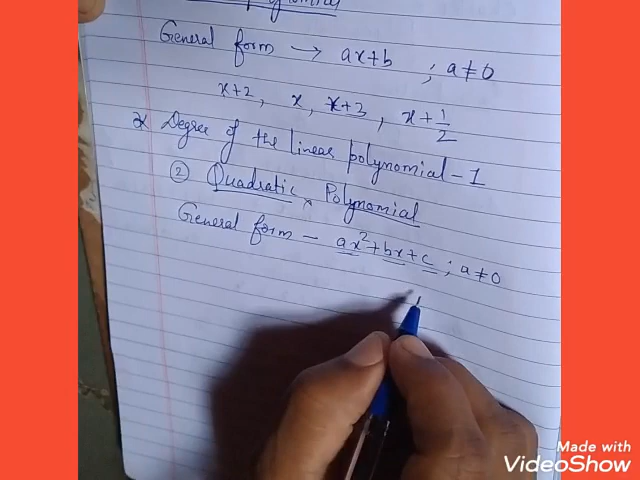 General form → ax+b ; a≠0
x+2, x, x+3, x+1/2
* Degree of the linear polynomial - 1
② Quadratic Polynomial
General form - ax²+bx+c ; a≠0
Made with
VideoShow